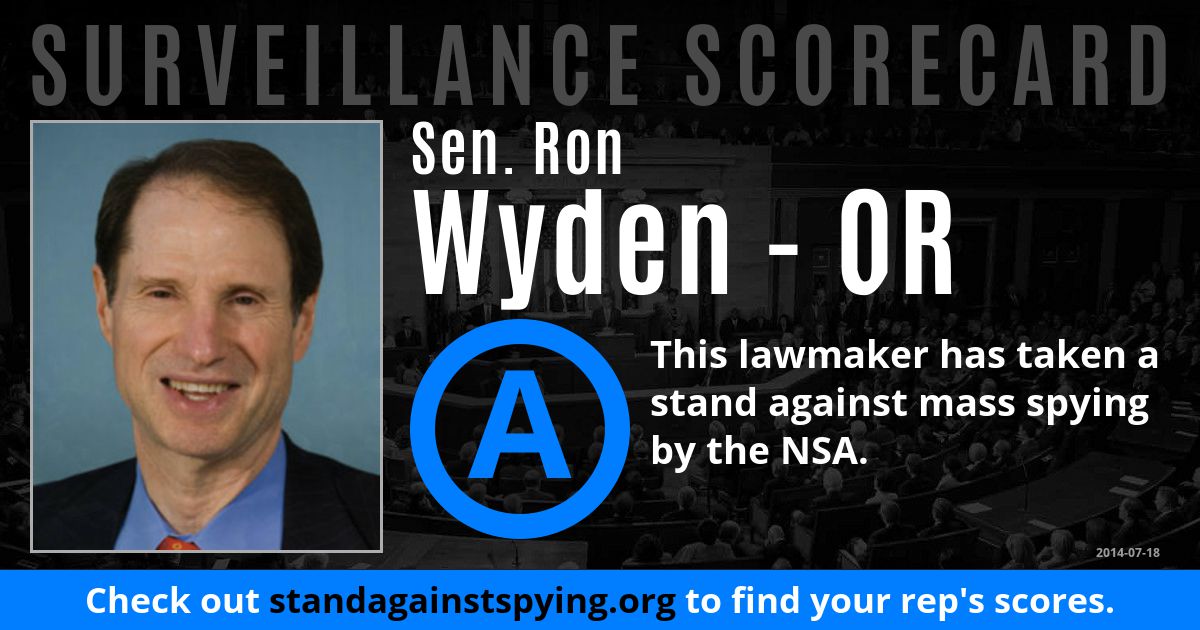 SURVEILLANCE SCORECARD
Sen. Ron
Wyden - OR
A
This lawmaker has taken a
stand against mass spying
by the NSA.
2014-07-18
Check out standagainstspying.org to find your rep's scores.